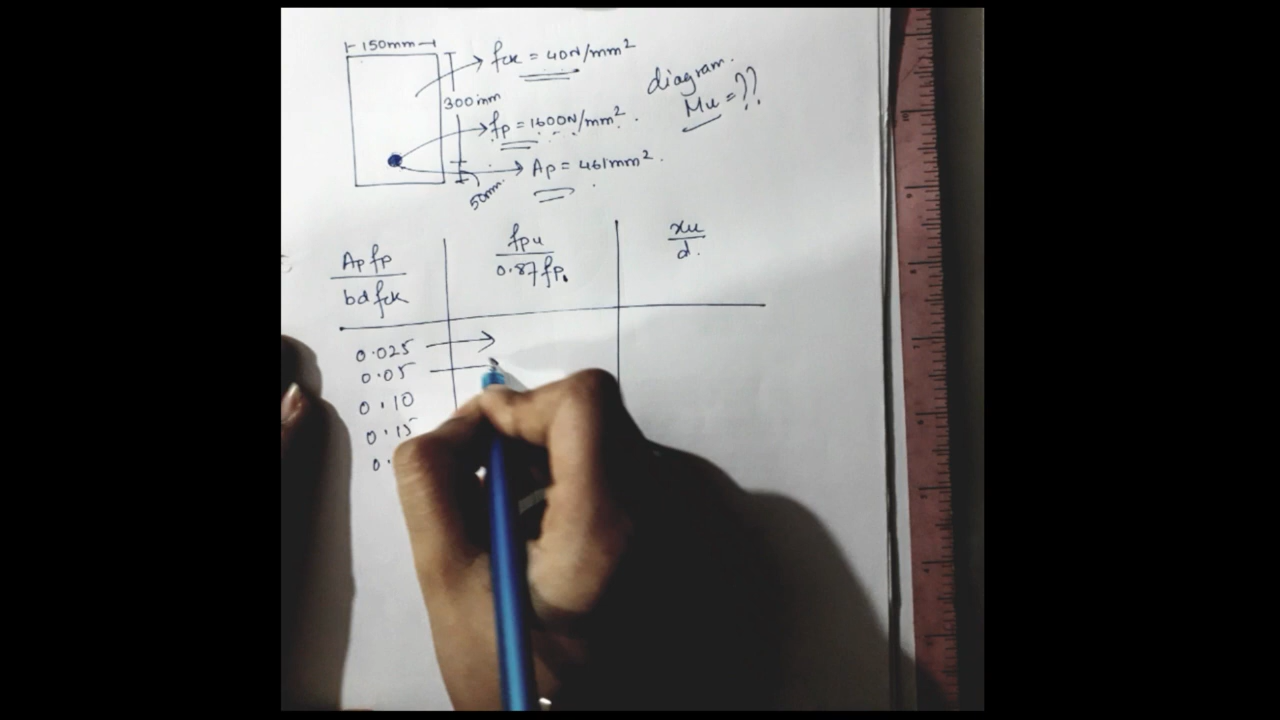 150mm
fck = 40N/mm²
diagram.
300mm
Mu = ??
fp = 1600N/mm².
Ap = 461mm².
50mm.
Ap fp / bd fck
fpu / 0.87 fp.
xu / d.
0.025
0.05
0.10
0.15
0.